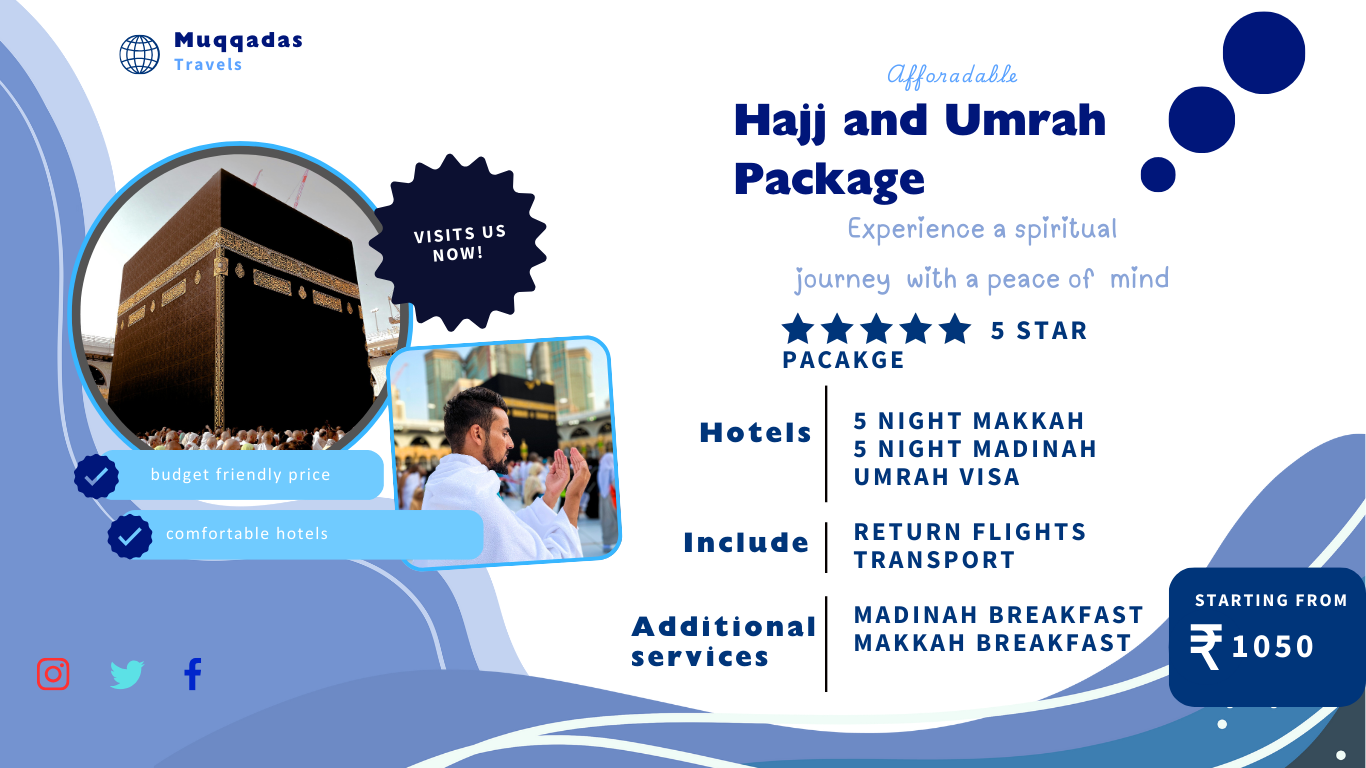 Muqqadas
Travels
Afforadable
Hajj and Umrah
Package
Experience a spiritual
journey with a peace of mind
5 STAR
PACAKGE
VISITS US
NOW!
budget friendly price
comfortable hotels
Hotels
5 NIGHT MAKKAH
5 NIGHT MADINAH
UMRAH VISA
Include
RETURN FLIGHTS
TRANSPORT
Additional
services
MADINAH BREAKFAST
MAKKAH BREAKFAST
STARTING FROM
₹ 1050